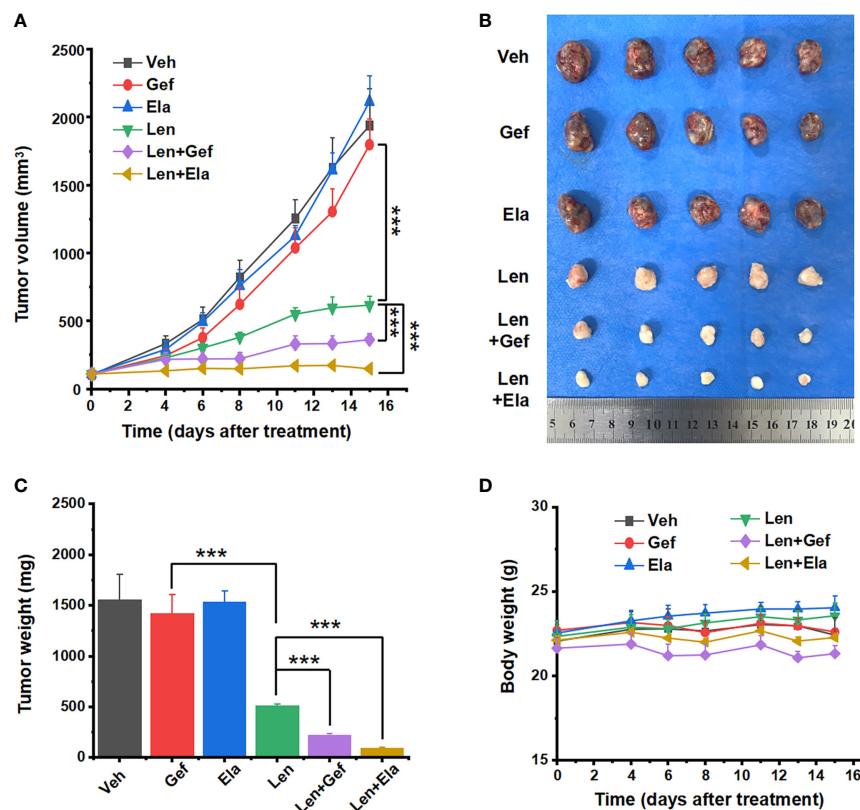 A
Tumor volume (mm³)
2500
2000
1500
1000
500
0
Veh
Gef
Ela
Len
Len+Gef
Len+Ela
***
***
***
0 2 4 6 8 10 12 14 16
Time (days after treatment)
B
Veh
Gef
Ela
Len
Len
+Gef
Len
+Ela
5 6 7 8 9 10 11 12 13 14 15 16 17 18 19 20
C
Tumor weight (mg)
2500
2000
1500
1000
500
0
***
***
***
Veh Gef Ela Len Len+Gef Len+Ela
D
Body weight (g)
30
25
20
15
Veh Len
Gef Len+Gef
Ela Len+Ela
0 2 4 6 8 10 12 14 16
Time (days after treatment)